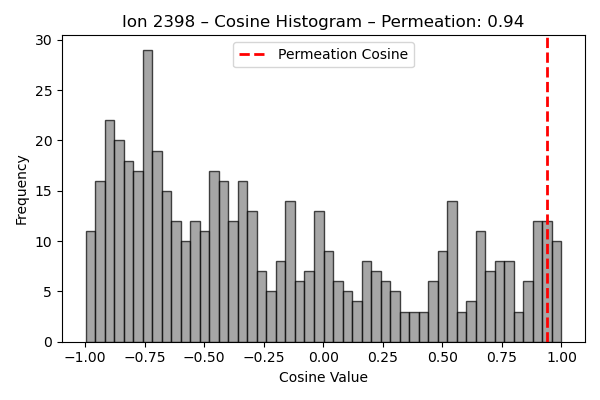 Ion 2398 – Cosine Histogram – Permeation: 0.94
Permeation Cosine
30
25
20
15
10
5
0
Frequency
−1.00 −0.75 −0.50 −0.25 0.00 0.25 0.50 0.75 1.00
Cosine Value